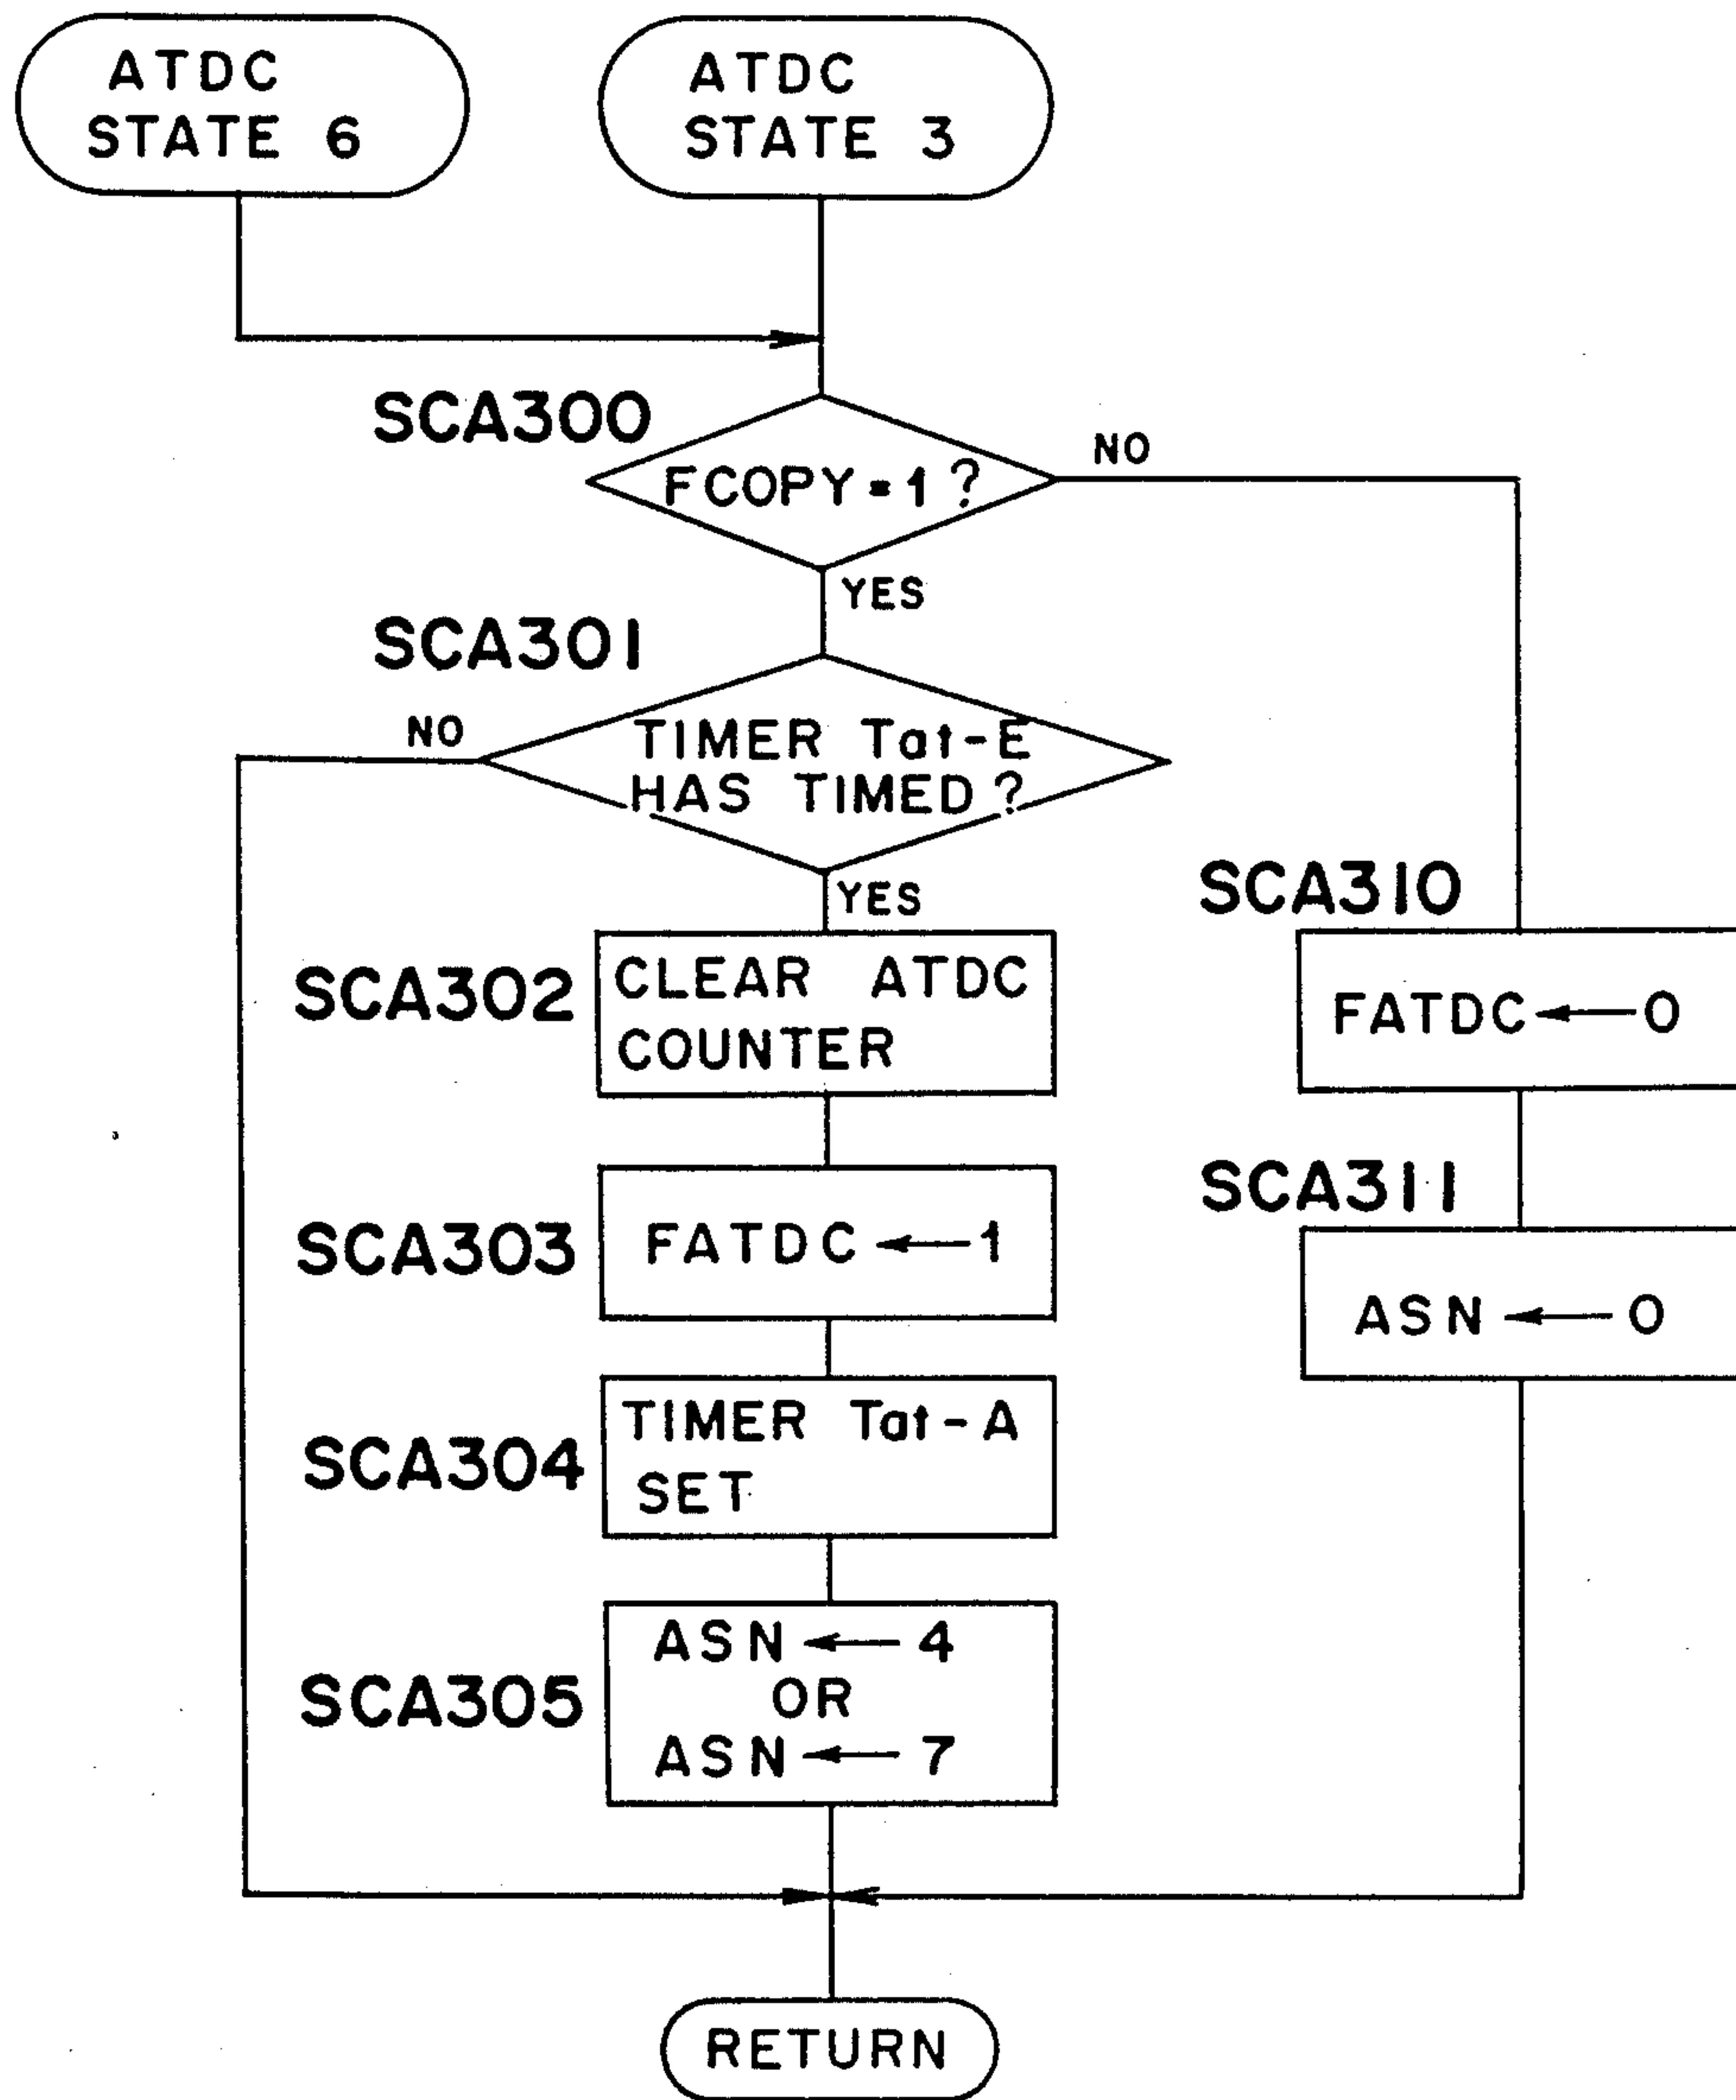 ATDC
STATE 6
ATDC
STATE 3
SCA300
FCOPY=1?
NO
YES
SCA301
NO
TIMER Tat-E
HAS TIMED?
YES
SCA302
CLEAR ATDC
COUNTER
SCA303
FATDC ← 1
SCA304
TIMER Tat-A
SET
SCA305
ASN ← 4
OR
ASN ← 7
SCA310
FATDC ← 0
SCA311
ASN ← 0
RETURN